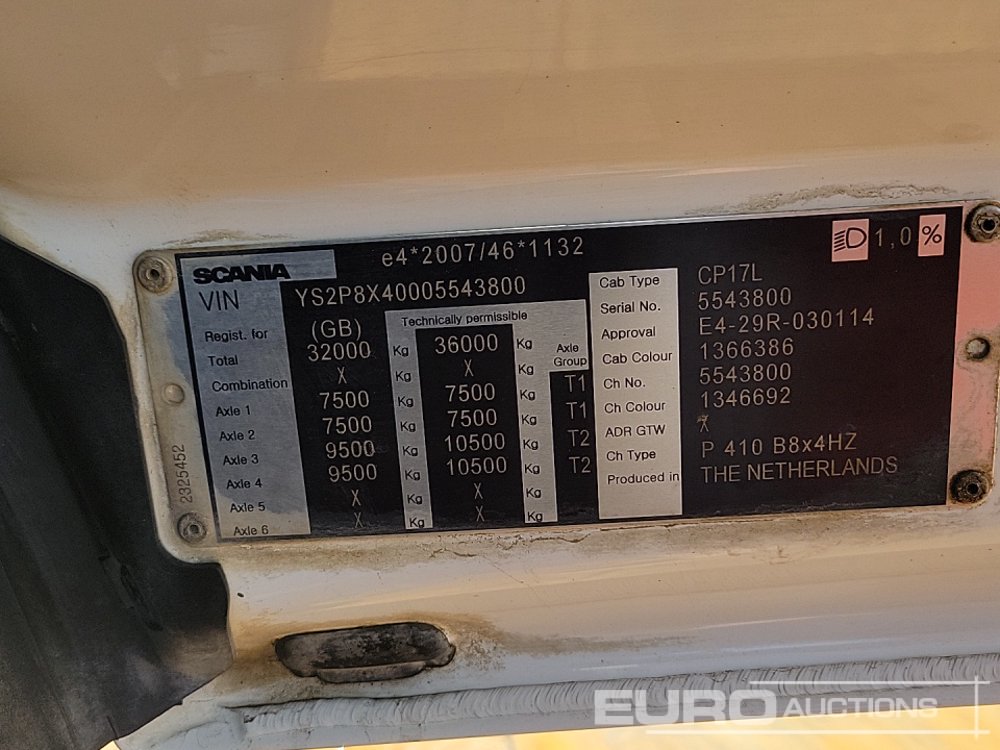 SCANIA e4*2007/46*1132 1,0 %
VIN YS2P8X40005543800
Regist. for (GB) Technically permissible
Total 32000 Kg 36000 Kg Axle Group
Combination X Kg X Kg
Axle 1 7500 Kg 7500 Kg T1
Axle 2 7500 Kg 7500 Kg T1
Axle 3 9500 Kg 10500 Kg T2
Axle 4 9500 Kg 10500 Kg T2
Axle 5 X Kg X Kg
Axle 6 X Kg X Kg
Cab Type CP17L
Serial No. 5543800
Approval E4-29R-030114
Cab Colour 1366386
Ch No. 5543800
Ch Colour 1346692
ADR GTW X
Ch Type P 410 B8x4HZ
Produced in THE NETHERLANDS
2325452
EURO AUCTIONS